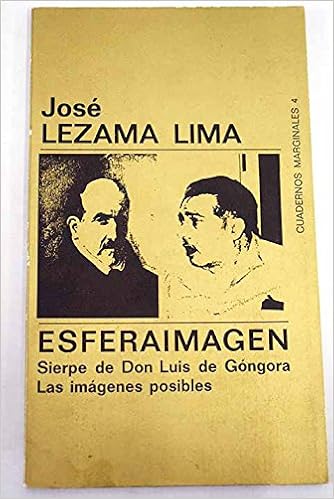 José
LEZAMA LIMA
CUADERNOS MARGINALES 4
ESFERAIMAGEN
Sierpe de Don Luis de Góngora
Las imágenes posibles